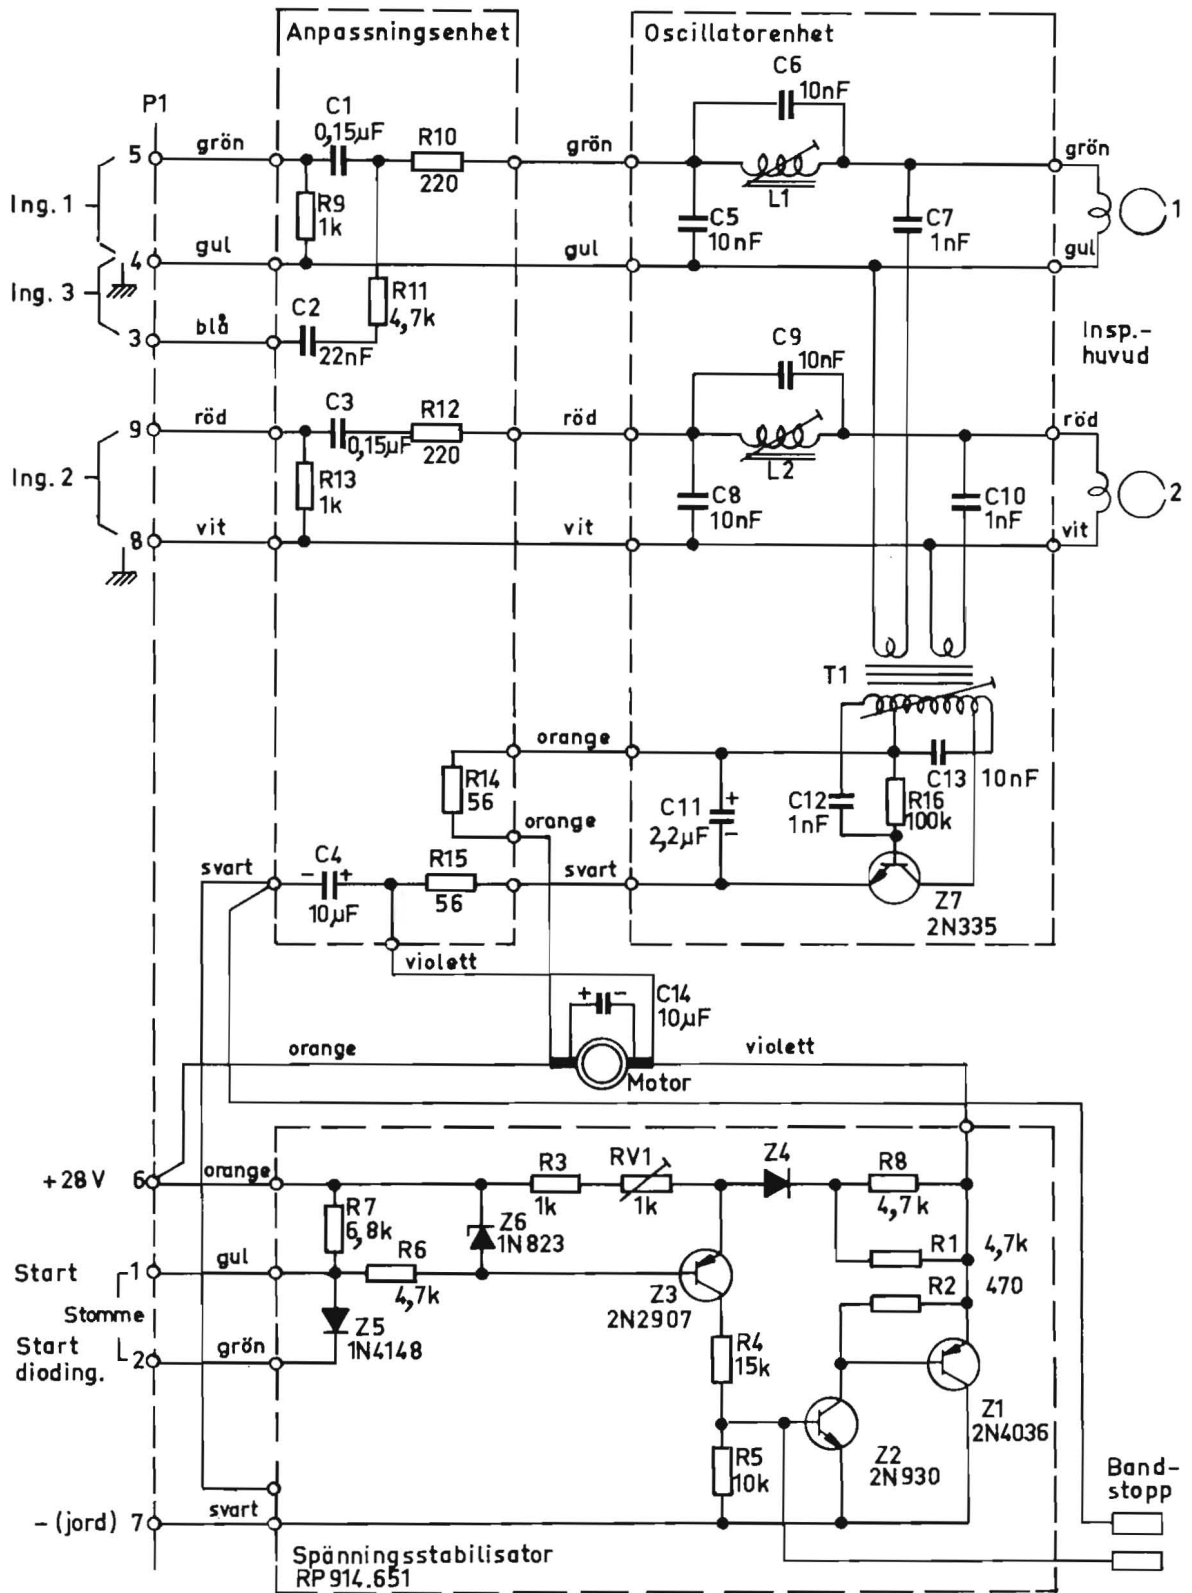 Anpassningsenhet
Oscillatorenhet
P1
C6
10nF
C1
0,15µF
R10
220
5
grön
grön
grön
L1
Ing. 1
R9
1k
C5
10nF
C7
1nF
1
4
gul
gul
gul
Ing. 3
R11
4,7k
3
blå
C2
22nF
Insp.-
huvud
C9
10nF
9
röd
C3
0,15µF
R12
220
röd
röd
L2
Ing. 2
R13
1k
C8
10nF
C10
1nF
2
8
vit
vit
vit
T1
orange
R14
56
C13
10nF
C12
1nF
R16
100k
C11
2,2µF
+
-
orange
svart
-
C4
+
10µF
R15
56
svart
Z7
2N335
violett
+
-
C14
10µF
orange
violett
Motor
+28V
6
orange
R3
1k
RV1
1k
Z4
R8
4,7k
R7
6,8k
Z6
1N823
R1
4,7k
Start
1
gul
R6
4,7k
Z3
2N2907
R2
470
Stomme
Z5
1N4148
Start
dioding.
2
grön
R4
15k
Z1
2N4036
Z2
2N930
R5
10k
Band-
stopp
- (jord) 7
svart
Spänningsstabilisator
RP 914.651